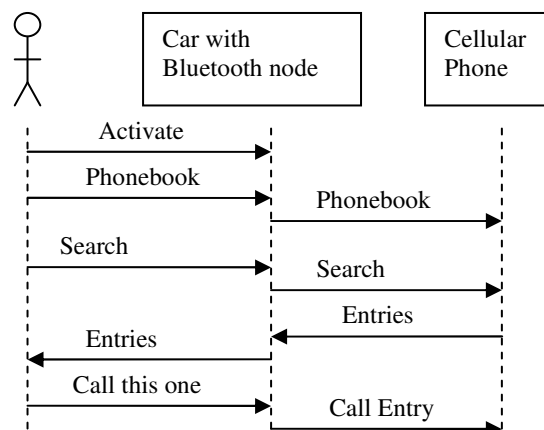 Car with
Bluetooth node
Cellular
Phone
Activate
Phonebook
Phonebook
Search
Search
Entries
Entries
Call this one
Call Entry